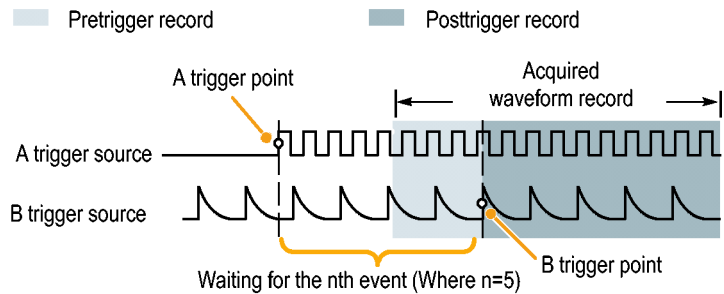 Pretrigger record
Posttrigger record
A trigger point
Acquired
waveform record
A trigger source
B trigger source
B trigger point
Waiting for the nth event (Where n=5)